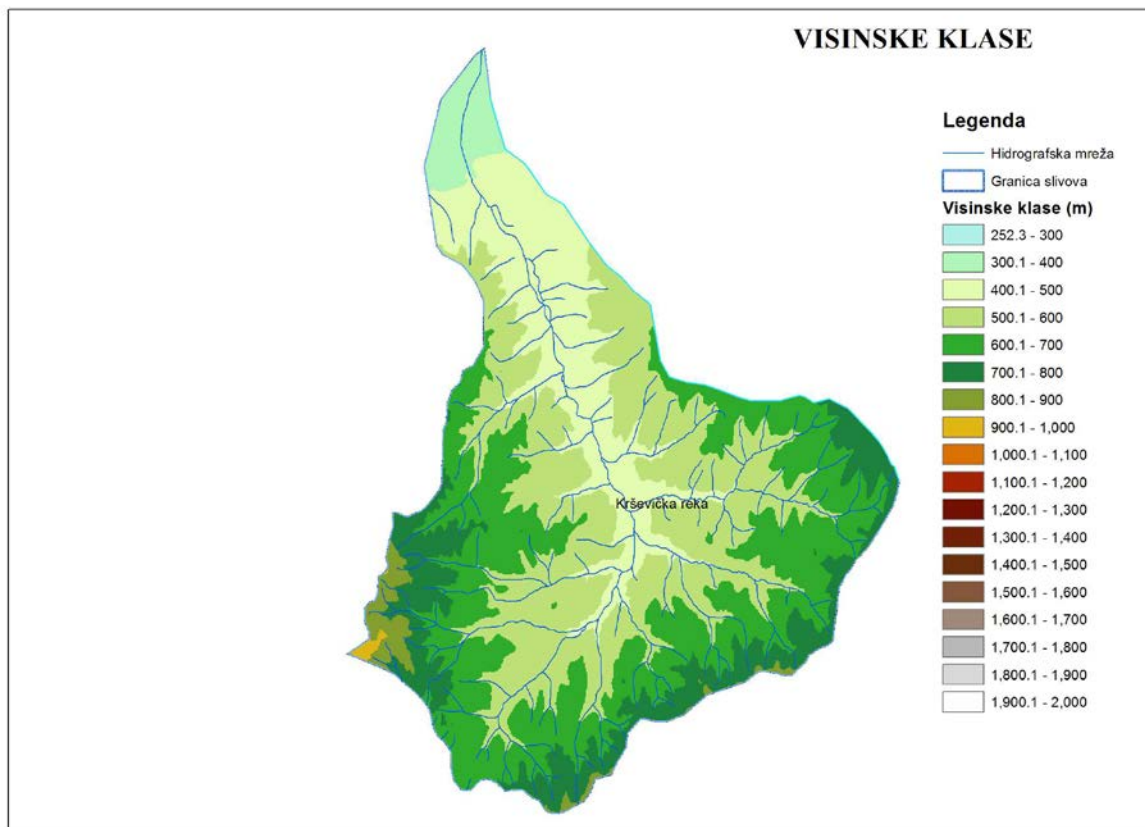 VISINSKE KLASE
Legenda
Hidrografska mreža
Granica slivova
Visinske klase (m)
252.3 - 300
300.1 - 400
400.1 - 500
500.1 - 600
600.1 - 700
700.1 - 800
800.1 - 900
900.1 - 1,000
1,000.1 - 1,100
1,100.1 - 1,200
1,200.1 - 1,300
1,300.1 - 1,400
1,400.1 - 1,500
1,500.1 - 1,600
1,600.1 - 1,700
1,700.1 - 1,800
1,800.1 - 1,900
1,900.1 - 2,000
Krševička reka